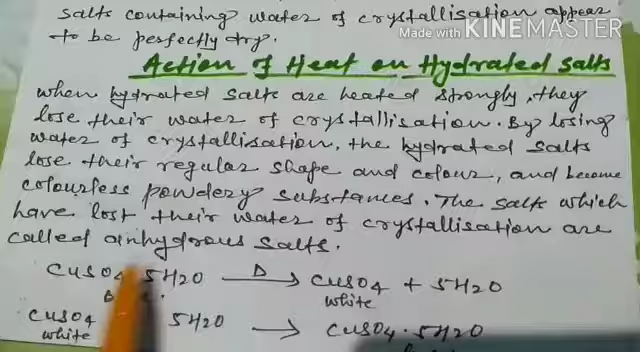 salts containing water of crystallisation appear
to be perfectly dry.
Made with KINEMASTER
Action of Heat on Hydrated Salts
when hydrated salts are heated strongly, they
lose their water of crystallisation. By losing
water of crystallisation, the hydrated salts
lose their regular shape and colour, and become
colourless powdery substances. The salts which
have lost their water of crystallisation are
called anhydrous salts.
CuSO4 5H2O Δ→ CuSO4 + 5H2O
white
CuSO4 5H2O → CuSO4·5H2O
white